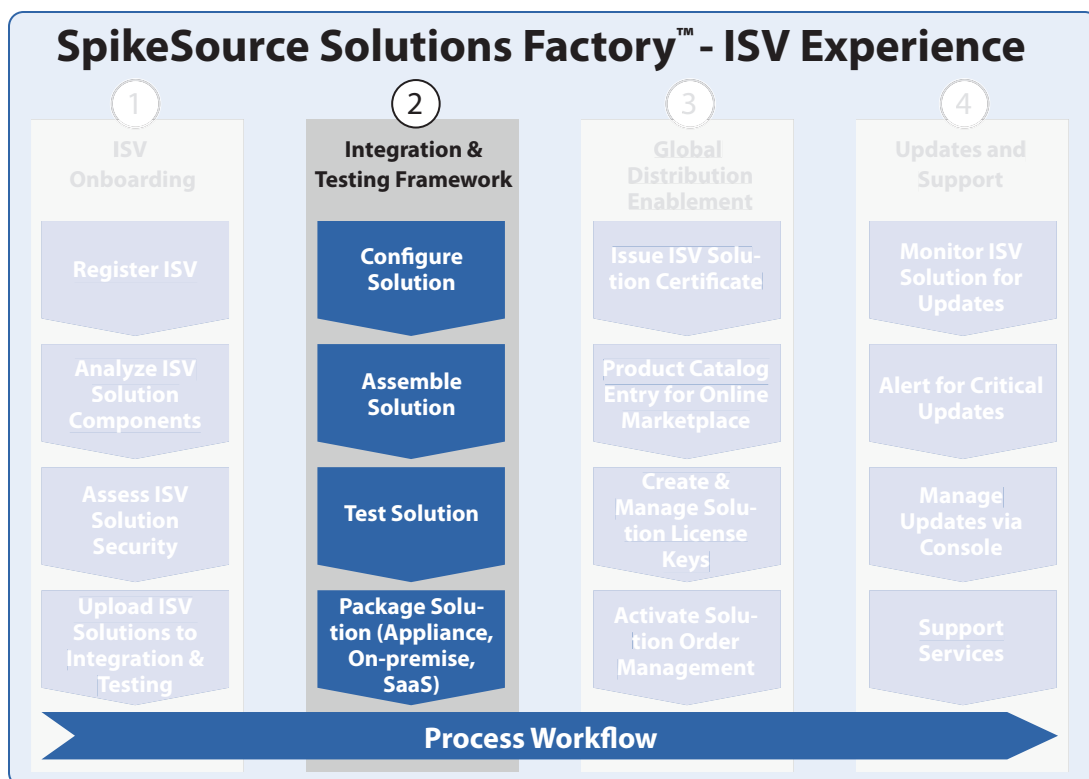 SpikeSource Solutions Factory™ - ISV Experience
1
ISV
Onboarding
Register ISV
Analyze ISV
Solution
Components
Assess ISV
Solution
Security
Upload ISV
Solutions to
Integration &
Testing
2
Integration &
Testing Framework
Configure
Solution
Assemble
Solution
Test Solution
Package Solu-
tion (Appliance,
On-premise,
SaaS)
3
Global
Distribution
Enablement
Issue ISV Solu-
tion Certificate
Product Catalog
Entry for Online
Marketplace
Create &
Manage Solu-
tion License
Keys
Activate Solu-
tion Order
Management
4
Updates and
Support
Monitor ISV
Solution for
Updates
Alert for Critical
Updates
Manage
Updates via
Console
Support
Services
Process Workflow